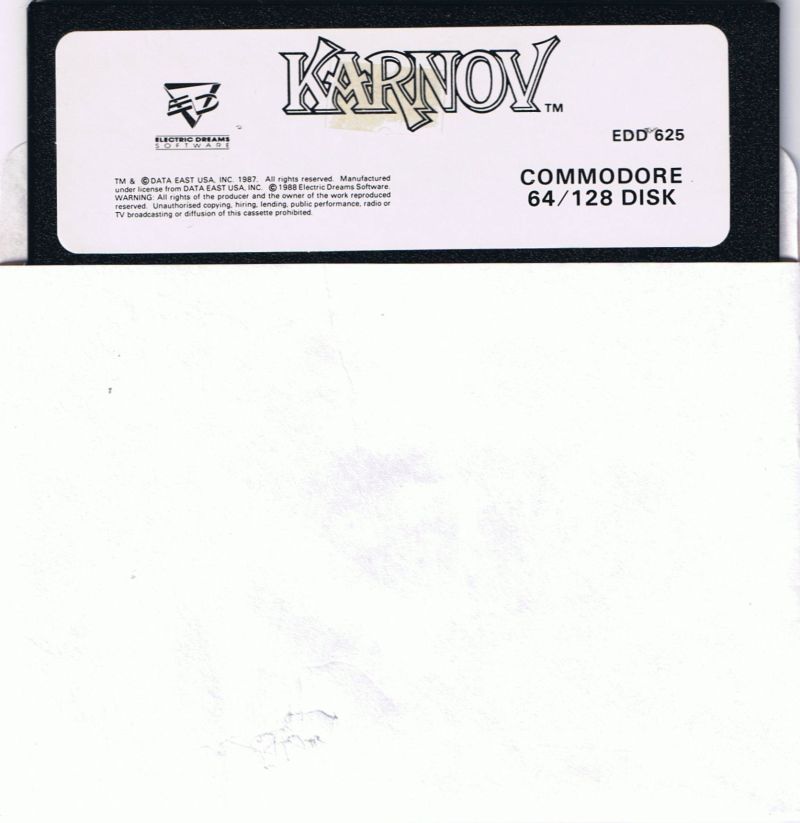 KARNOV™
ED
ELECTRIC DREAMS
SOFTWARE
EDD 625
TM & ©DATA EAST USA, INC. 1987. All rights reserved. Manufactured
under license from DATA EAST USA, INC. © 1988 Electric Dreams Software.
WARNING: All rights of the producer and the owner of the work reproduced
reserved. Unauthorised copying, hiring, lending, public performance, radio or
TV broadcasting or diffusion of this cassette prohibited.
COMMODORE
64/128 DISK